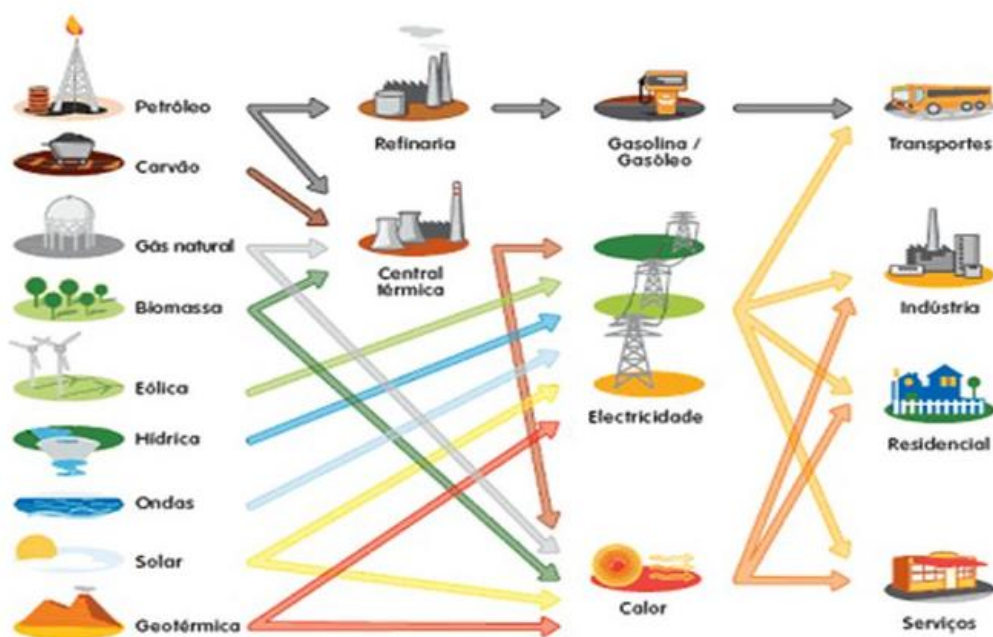 Petróleo
Carvão
Gás natural
Biomassa
Eólica
Hídrica
Ondas
Solar
Geotérmica
Refinaria
Central
térmica
Gasolina /
Gasóleo
Electricidade
Calor
Transportes
Indústria
Residencial
Serviços